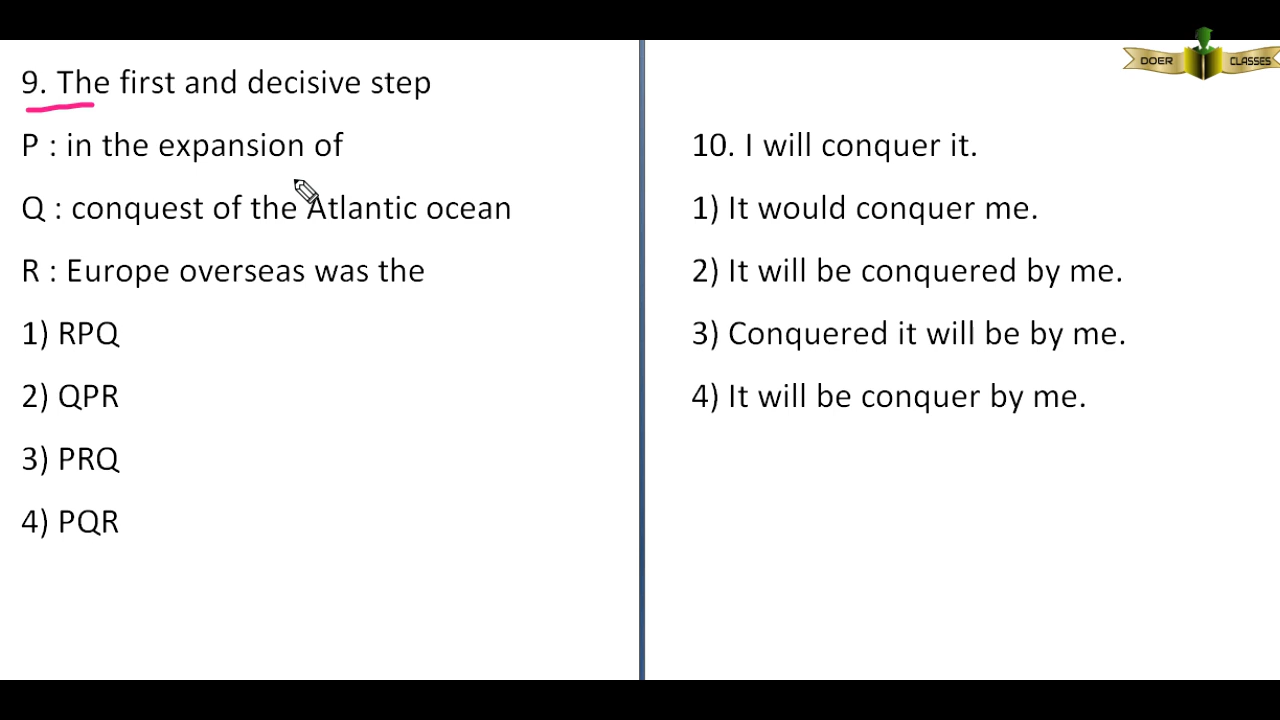 9. The first and decisive step
P : in the expansion of
Q : conquest of the Atlantic ocean
R : Europe overseas was the
1) RPQ
2) QPR
3) PRQ
4) PQR
DOER CLASSES
10. I will conquer it.
1) It would conquer me.
2) It will be conquered by me.
3) Conquered it will be by me.
4) It will be conquer by me.